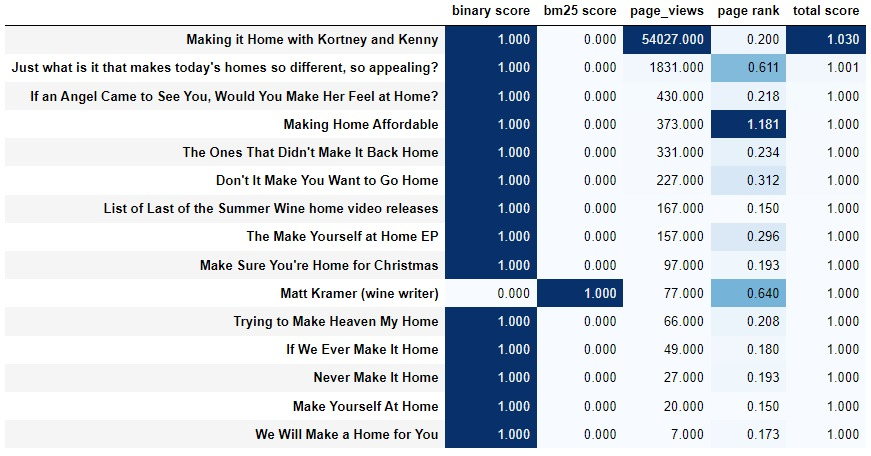 binary score bm25 score page_views page rank total score
Making it Home with Kortney and Kenny 1.000 0.000 54027.000 0.200 1.030
Just what is it that makes today's homes so different, so appealing? 1.000 0.000 1831.000 0.611 1.001
If an Angel Came to See You, Would You Make Her Feel at Home? 1.000 0.000 430.000 0.218 1.000
Making Home Affordable 1.000 0.000 373.000 1.181 1.000
The Ones That Didn't Make It Back Home 1.000 0.000 331.000 0.234 1.000
Don't It Make You Want to Go Home 1.000 0.000 227.000 0.312 1.000
List of Last of the Summer Wine home video releases 1.000 0.000 167.000 0.150 1.000
The Make Yourself at Home EP 1.000 0.000 157.000 0.296 1.000
Make Sure You're Home for Christmas 1.000 0.000 97.000 0.193 1.000
Matt Kramer (wine writer) 0.000 1.000 77.000 0.640 1.000
Trying to Make Heaven My Home 1.000 0.000 66.000 0.208 1.000
If We Ever Make It Home 1.000 0.000 49.000 0.180 1.000
Never Make It Home 1.000 0.000 27.000 0.193 1.000
Make Yourself At Home 1.000 0.000 20.000 0.150 1.000
We Will Make a Home for You 1.000 0.000 7.000 0.173 1.000